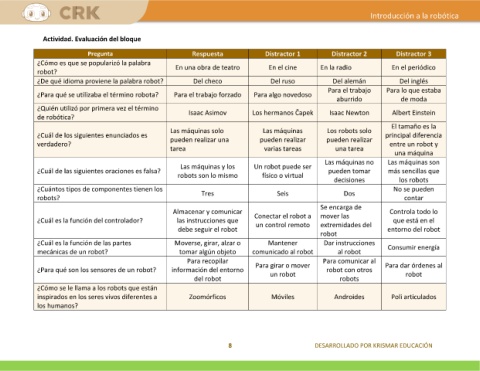 CRK
Introducción a la robótica
Actividad. Evaluación del bloque
Pregunta Respuesta Distractor 1 Distractor 2 Distractor 3
¿Cómo es que se popularizó la palabra
robot?
En una obra de teatro
En el cine
En la radio
En el periódico
¿De qué idioma proviene la palabra robot?
Del checo
Del ruso
Del alemán
Del inglés
¿Para qué se utilizaba el término robota?
Para el trabajo forzado
Para algo novedoso
Para el trabajo
aburrido
Para lo que estaba
de moda
¿Quién utilizó por primera vez el término
de robótica?
Isaac Asimov
Los hermanos Čapek
Isaac Newton
Albert Einstein
¿Cuál de los siguientes enunciados es
verdadero?
Las máquinas solo
pueden realizar una
tarea
Las máquinas
pueden realizar
varias tareas
Los robots solo
pueden realizar
una tarea
El tamaño es la
principal diferencia
entre un robot y
una máquina
¿Cuál de las siguientes oraciones es falsa?
Las máquinas y los
robots son lo mismo
Un robot puede ser
físico o virtual
Las máquinas no
pueden tomar
decisiones
Las máquinas son
más sencillas que
los robots
¿Cuántos tipos de componentes tienen los
robots?
Tres
Seis
Dos
No se pueden
contar
¿Cuál es la función del controlador?
Almacenar y comunicar
las instrucciones que
debe seguir el robot
Conectar el robot a
un control remoto
Se encarga de
mover las
extremidades del
robot
Controla todo lo
que está en el
entorno del robot
¿Cuál es la función de las partes
mecánicas de un robot?
Moverse, girar, alzar o
tomar algún objeto
Mantener
comunicado al robot
Dar instrucciones
al robot
Consumir energía
¿Para qué son los sensores de un robot?
Para recopilar
información del entorno
del robot
Para girar o mover
un robot
Para comunicar al
robot con otros
robots
Para dar órdenes al
robot
¿Cómo se le llama a los robots que están
inspirados en los seres vivos diferentes a
los humanos?
Zoomórficos
Móviles
Androides
Poli articulados
8
DESARROLLADO POR KRISMAR EDUCACIÓN